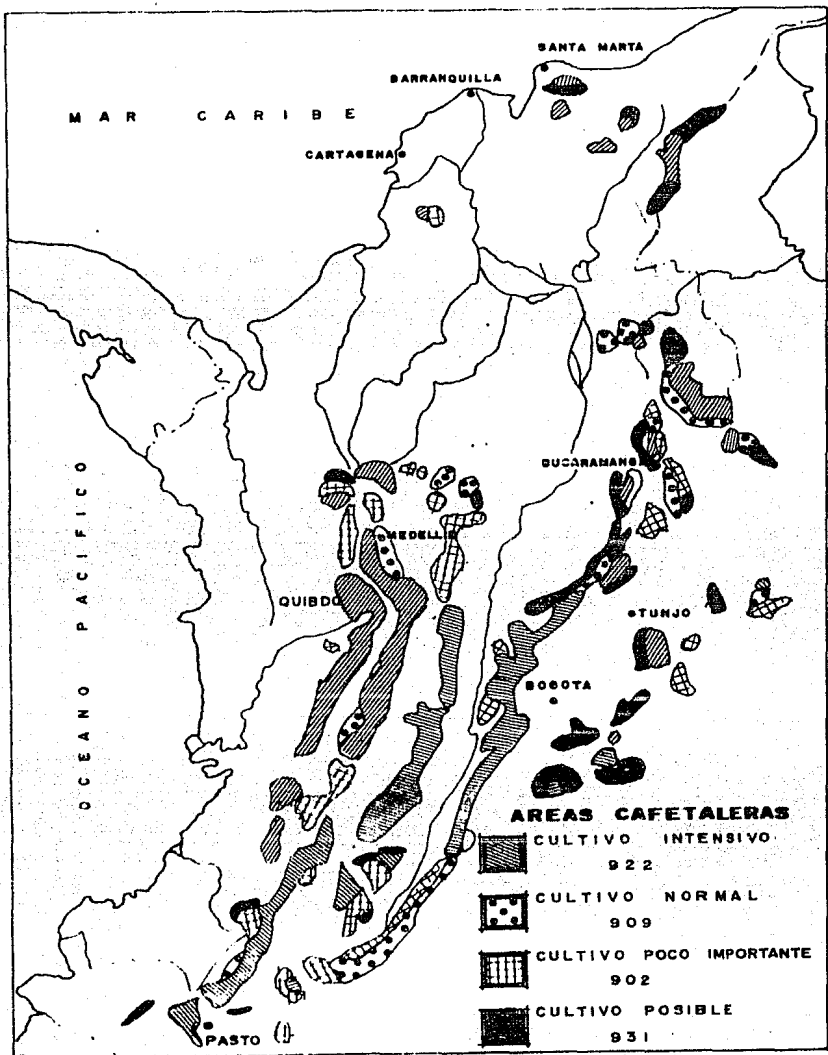 SANTA MARTA
BARRANQUILLA
MAR CARIBE
CARTAGENA
BUCARAMANGA
MEDELLIN
QUIBDO
TUNJO
BOGOTA
OCEANO PACIFICO
AREAS CAFETALERAS
CULTIVO INTENSIVO
922
CULTIVO NORMAL
909
CULTIVO POCO IMPORTANTE
902
CULTIVO POSIBLE
931
PASTO